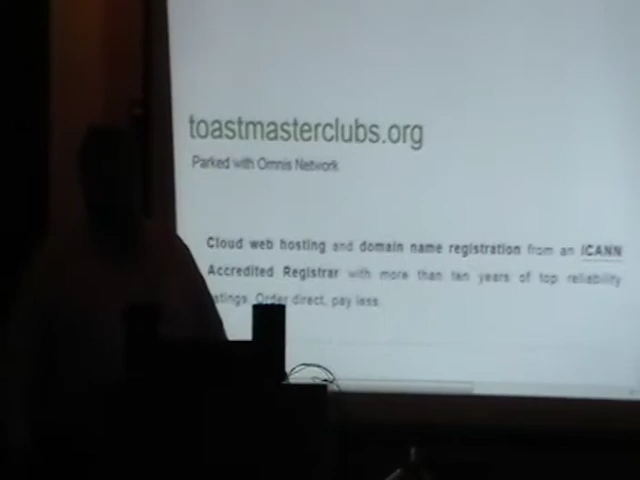 toastmasterclubs.org
Parked with Omnis Network
Cloud web hosting and domain name registration from an ICANN
Accredited Registrar with more than ten years of top reliability
Order direct, pay less